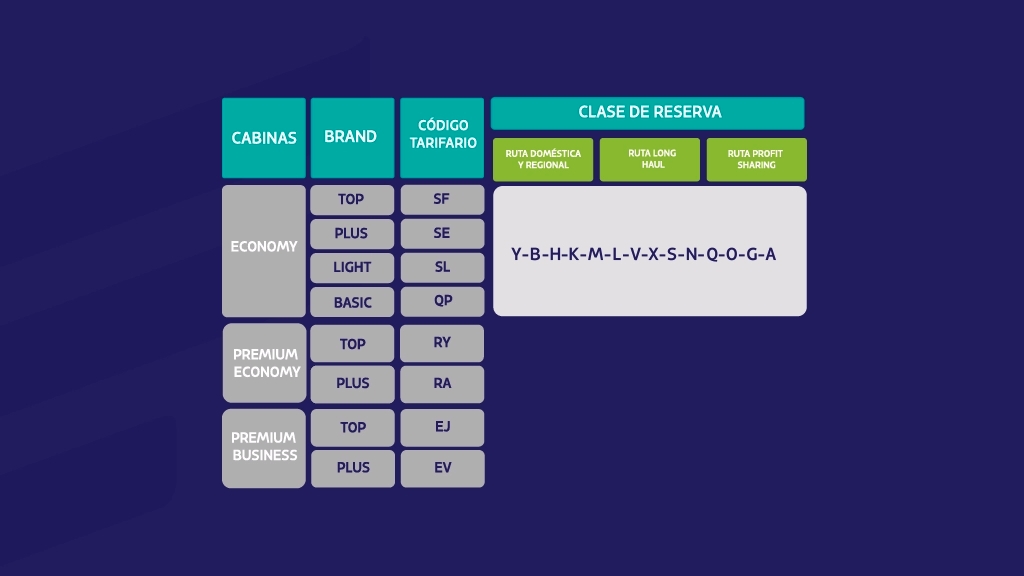 CABINAS
BRAND
CÓDIGO
TARIFARIO
CLASE DE RESERVA
RUTA DOMÉSTICA
Y REGIONAL
RUTA LONG
HAUL
RUTA PROFIT
SHARING
ECONOMY
TOP
SF
PLUS
SE
LIGHT
SL
BASIC
QP
Y-B-H-K-M-L-V-X-S-N-Q-O-G-A
PREMIUM
ECONOMY
TOP
RY
PLUS
RA
PREMIUM
BUSINESS
TOP
EJ
PLUS
EV